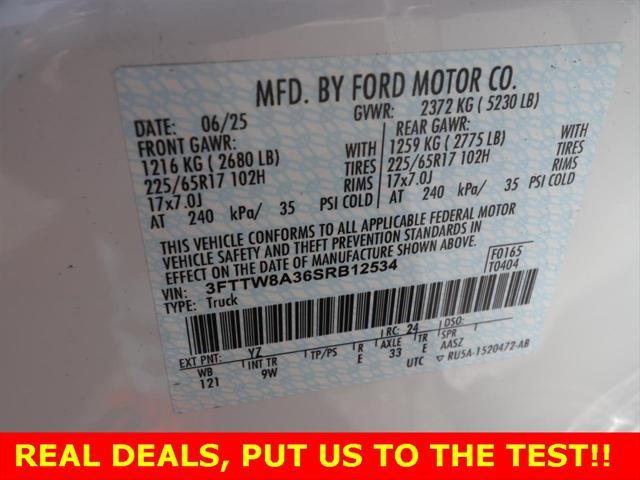 MFD. BY FORD MOTOR CO.
DATE: 06/25 GVWR: 2372 KG ( 5230 LB)
FRONT GAWR: REAR GAWR:
1216 KG ( 2680 LB) WITH 1259 KG ( 2775 LB) WITH
225/65R17 102H TIRES 225/65R17 102H TIRES
17x7.0J RIMS 17x7.0J RIMS
AT 240 kPa/ 35 PSI COLD AT 240 kPa/ 35 PSI COLD
THIS VEHICLE CONFORMS TO ALL APPLICABLE FEDERAL MOTOR
VEHICLE SAFETY AND THEFT PREVENTION STANDARDS IN
EFFECT ON THE DATE OF MANUFACTURE SHOWN ABOVE.
VIN: 3FTTW8A36SRB12534 F0165
TYPE: Truck T0404
EXT PNT: YZ RC: 24 DSO:
WB INT TR TP/PS R AXLE TR SPR
121 9W E 33 E AASZ
UTC ▽ RU5A-1520472-AB
REAL DEALS, PUT US TO THE TEST!!